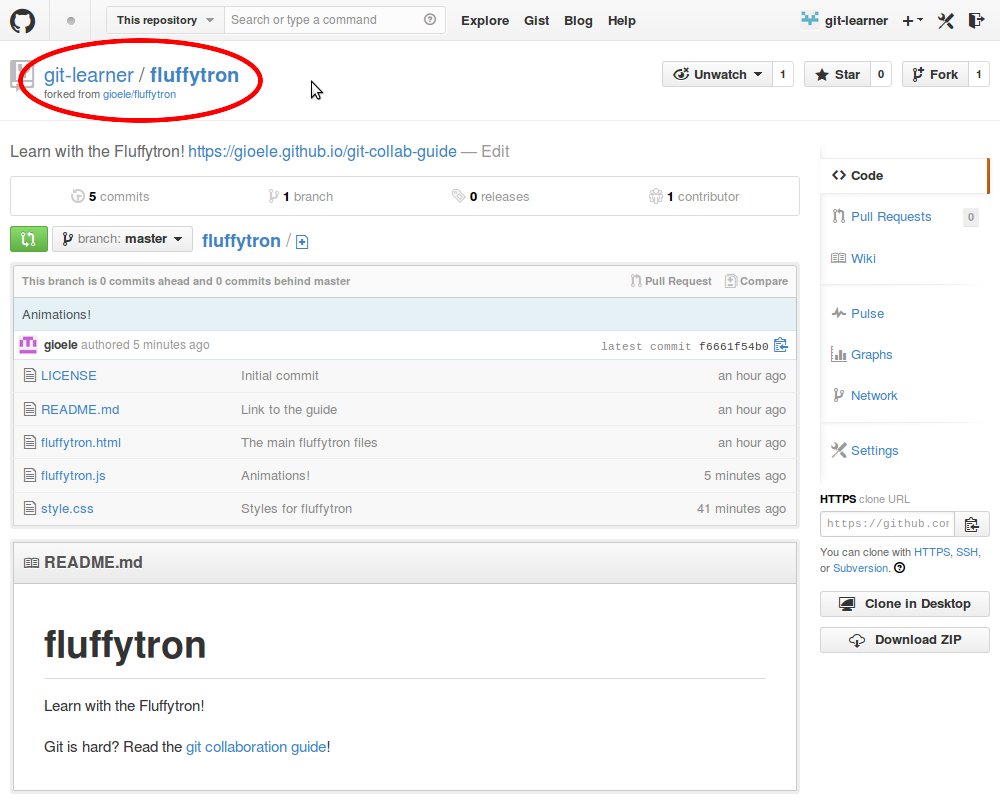 This repository Search or type a command Explore Gist Blog Help git-learner
git-learner / fluffytron
forked from gioele/fluffytron
Unwatch 1 Star 0 Fork 1
Learn with the Fluffytron! https://gioele.github.io/git-collab-guide — Edit
5 commits 1 branch 0 releases 1 contributor
branch: master fluffytron /
This branch is 0 commits ahead and 0 commits behind master Pull Request Compare
Animations!
gioele authored 5 minutes ago latest commit f6661f54b0
LICENSE Initial commit an hour ago
README.md Link to the guide an hour ago
fluffytron.html The main fluffytron files an hour ago
fluffytron.js Animations! 5 minutes ago
style.css Styles for fluffytron 41 minutes ago
README.md
fluffytron
Learn with the Fluffytron!
Git is hard? Read the git collaboration guide!
Code
Pull Requests 0
Wiki
Pulse
Graphs
Network
Settings
HTTPS clone URL
https://github.com
You can clone with HTTPS, SSH,
or Subversion.
Clone in Desktop
Download ZIP